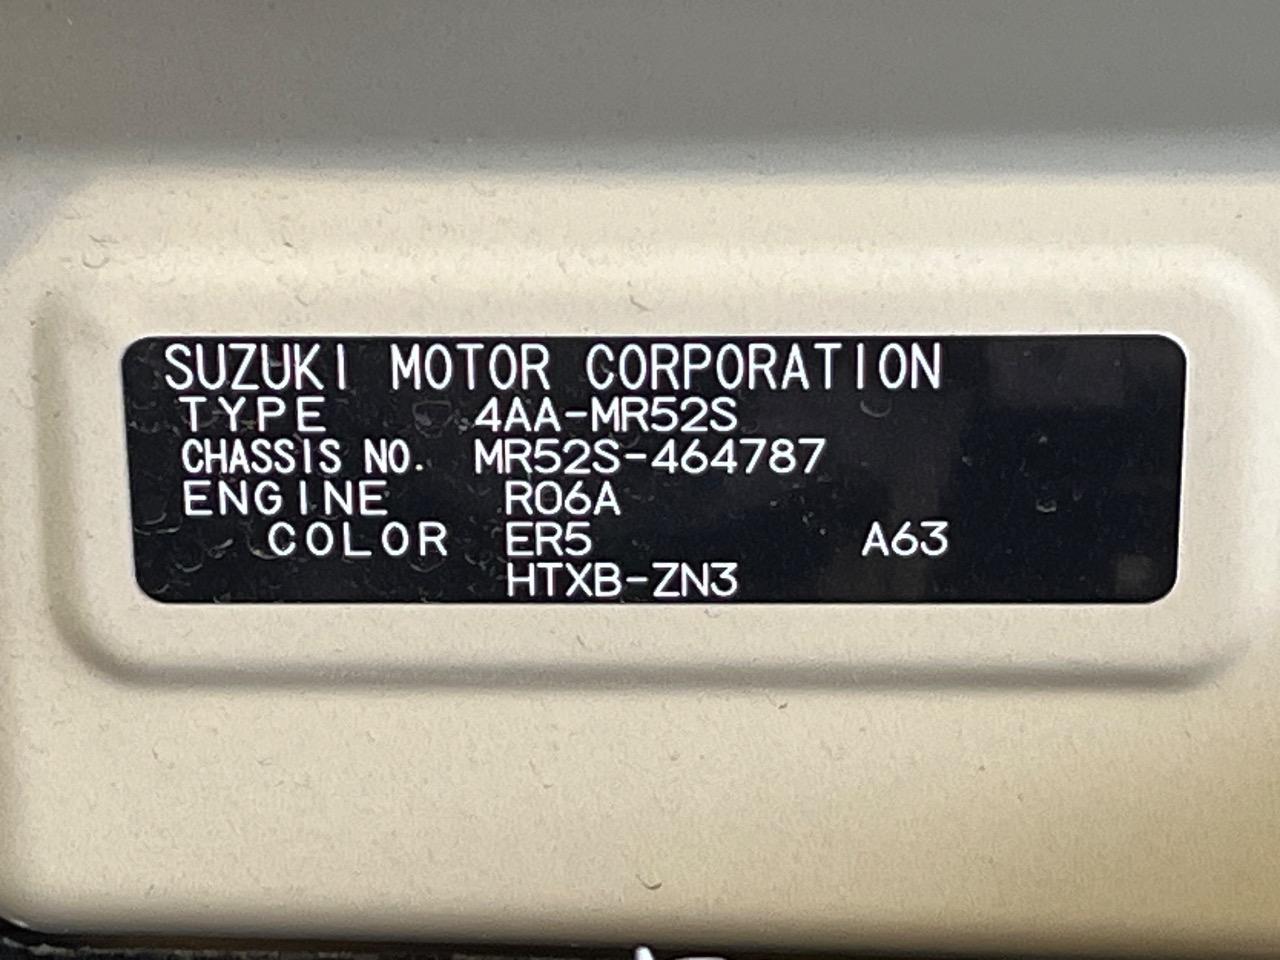 SUZUKI MOTOR CORPORATION
TYPE 4AA-MR52S
CHASSIS NO. MR52S-464787
ENGINE R06A
COLOR ER5 A63
HTXB-ZN3